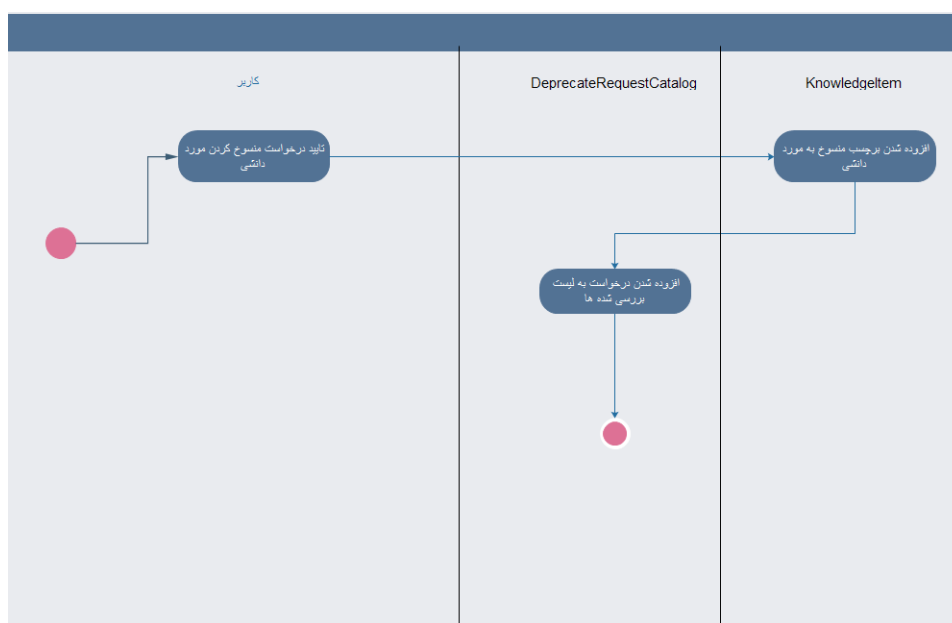 کاربر
DeprecateRequestCatalog
KnowledgeItem
تایید درخواست منسوخ کردن مورد
دانشی
افزوده شدن برچسب منسوخ به مورد
دانشی
افزوده شدن درخواست به لیست
بررسی شده ها